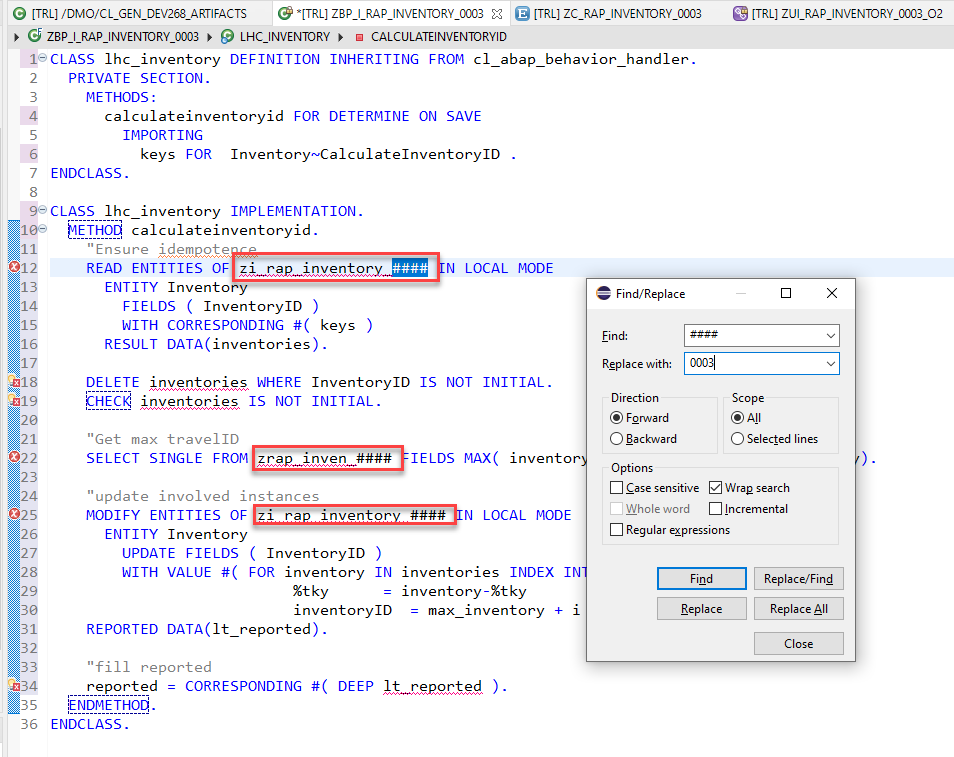 [TRL] /DMO/CL_GEN_DEV268_ARTIFACTS *[TRL] ZBP_I_RAP_INVENTORY_0003 [TRL] ZC_RAP_INVENTORY_0003 [TRL] ZUI_RAP_INVENTORY_0003_O2
ZBP_I_RAP_INVENTORY_0003 LHC_INVENTORY CALCULATEINVENTORYID
1 CLASS lhc_inventory DEFINITION INHERITING FROM cl_abap_behavior_handler.
2 PRIVATE SECTION.
3 METHODS:
4 calculateinventoryid FOR DETERMINE ON SAVE
5 IMPORTING
6 keys FOR Inventory~CalculateInventoryID .
7 ENDCLASS.
8
9 CLASS lhc_inventory IMPLEMENTATION.
10 METHOD calculateinventoryid.
11 "Ensure idempotence
12 READ ENTITIES OF zi_rap_inventory_#### IN LOCAL MODE
13 ENTITY Inventory
14 FIELDS ( InventoryID )
15 WITH CORRESPONDING #( keys )
16 RESULT DATA(inventories).
17
18 DELETE inventories WHERE InventoryID IS NOT INITIAL.
19 CHECK inventories IS NOT INITIAL.
20
21 "Get max travelID
22 SELECT SINGLE FROM zrap_inven_#### FIELDS MAX( inventory y).
23
24 "update involved instances
25 MODIFY ENTITIES OF zi_rap_inventory_#### IN LOCAL MODE
26 ENTITY Inventory
27 UPDATE FIELDS ( InventoryID )
28 WITH VALUE #( FOR inventory IN inventories INDEX INT
29 %tky = inventory-%tky
30 inventoryID = max_inventory + i
31 REPORTED DATA(lt_reported).
32
33 "fill reported
34 reported = CORRESPONDING #( DEEP lt_reported ).
35 ENDMETHOD.
36 ENDCLASS.
Find/Replace
Find: ####
Replace with: 0003
Direction Scope
Forward All
Backward Selected lines
Options
Case sensitive Wrap search
Whole word Incremental
Regular expressions
Find Replace/Find
Replace Replace All
Close